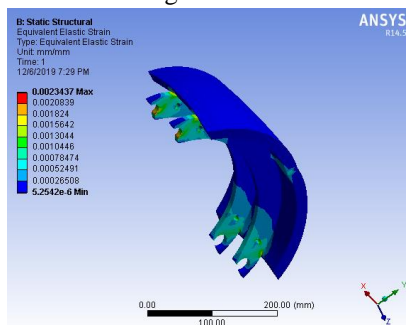 B: Static Structural
Equivalent Elastic Strain
Type: Equivalent Elastic Strain
Unit: mm/mm
Time: 1
12/6/2019 7:29 PM
0.0023437 Max
0.0020839
0.001824
0.0015642
0.0013044
0.0010446
0.00078474
0.00052491
0.00026508
5.2542e-6 Min
ANSYS
R14.5
0.00
200.00 (mm)
100.00
X
Y
Z